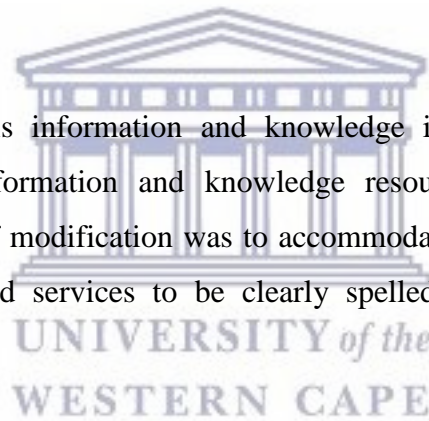 s information and knowledge i
formation and knowledge resou
modification was to accommoda
d services to be clearly spelled
UNIVERSITY of the
WESTERN CAPE